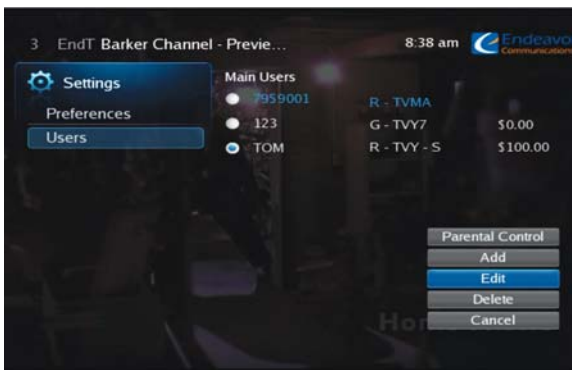 3 EndT Barker Channel - Previe... 8:38 am Endeavo
Communication
Settings
Preferences
Users
Main Users
7959001 R - TVMA
123 G - TVY7 $0.00
TOM R - TVY - S $100.00
Parental Control
Add
Edit
Delete
Cancel